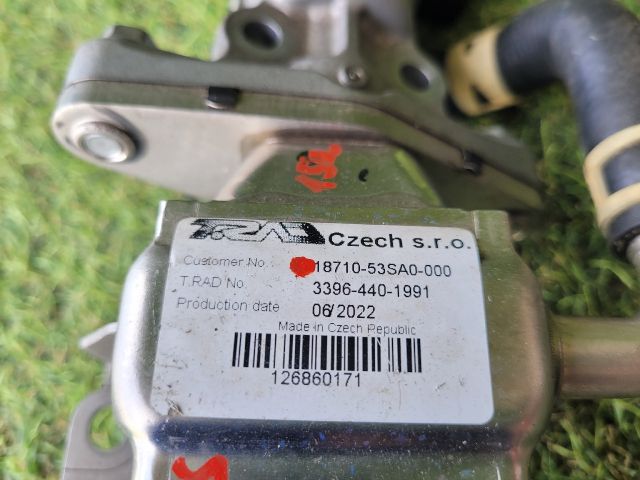 132
T.RAD Czech s.r.o.
Customer No.: 18710-53SA0-000
T.RAD No. 3396-440-1991
Production date 06/2022
Made in Czech Republic
126860171
S